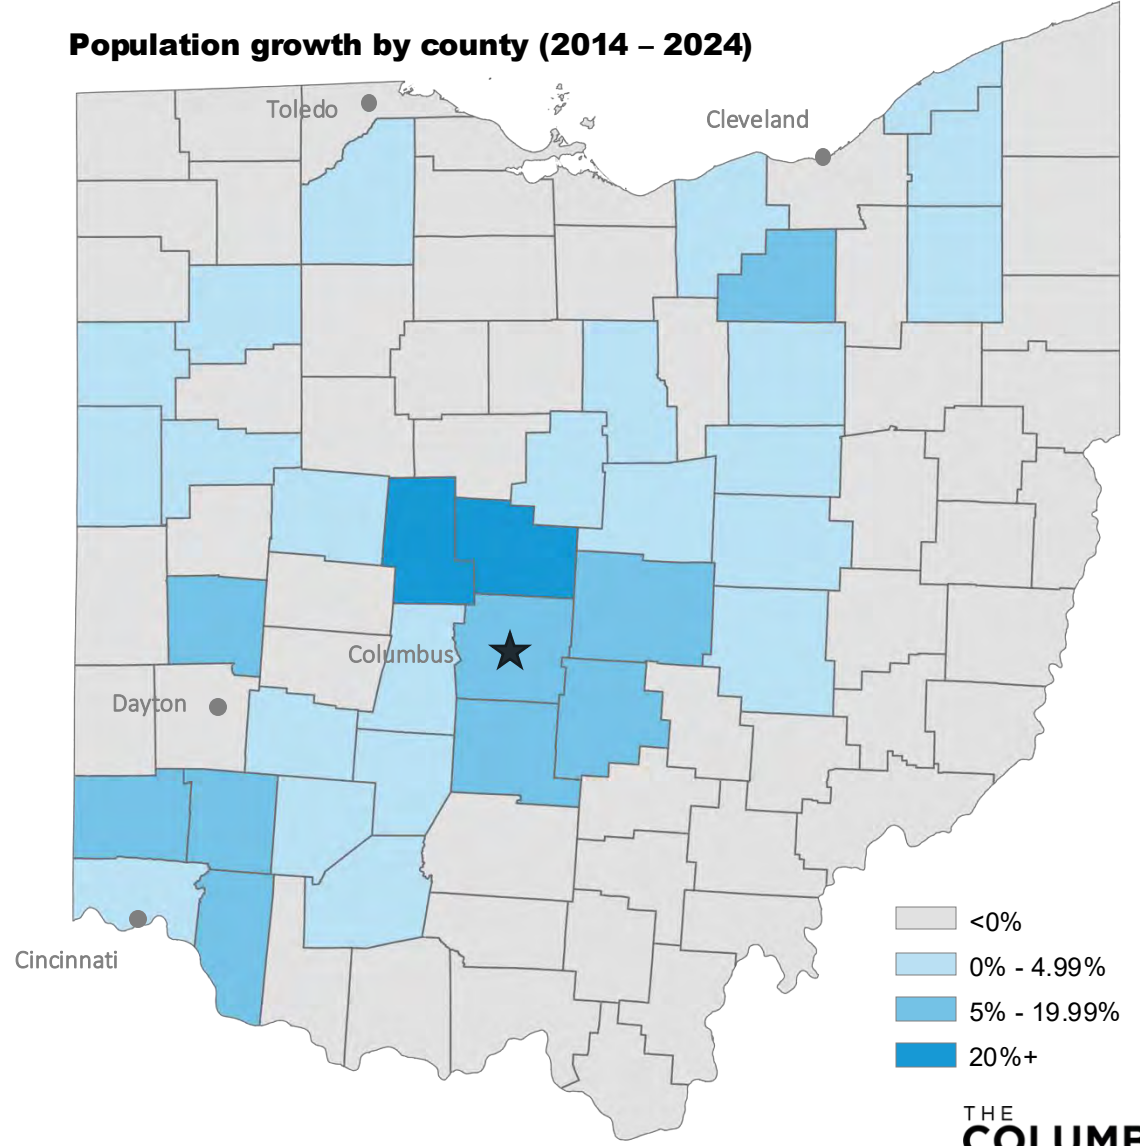 Population growth by county (2014 – 2024)
Toledo
Cleveland
Columbus
Dayton
Cincinnati
<0%
0% - 4.99%
5% - 19.99%
20%+
THE